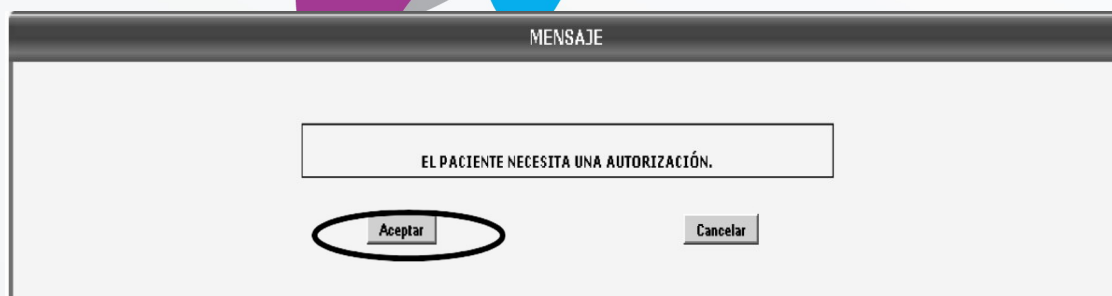 MENSAJE
EL PACIENTE NECESITA UNA AUTORIZACIÓN.
Aceptar Cancelar